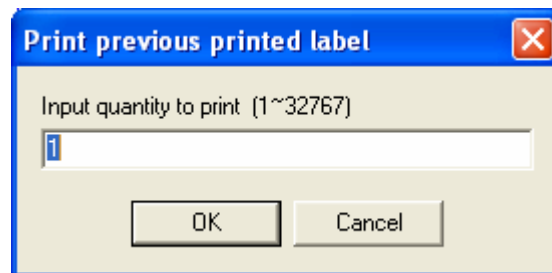 Print previous printed label
Input quantity to print (1~32767)
1
OK Cancel